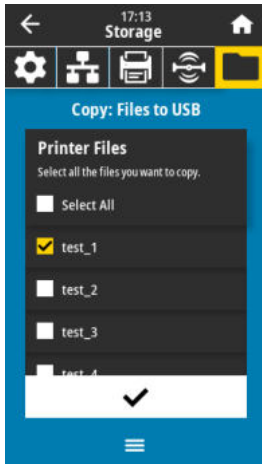 17:13
Storage
Copy: Files to USB
Printer Files
Select all the files you want to copy.
Select All
test_1
test_2
test_3
test_4